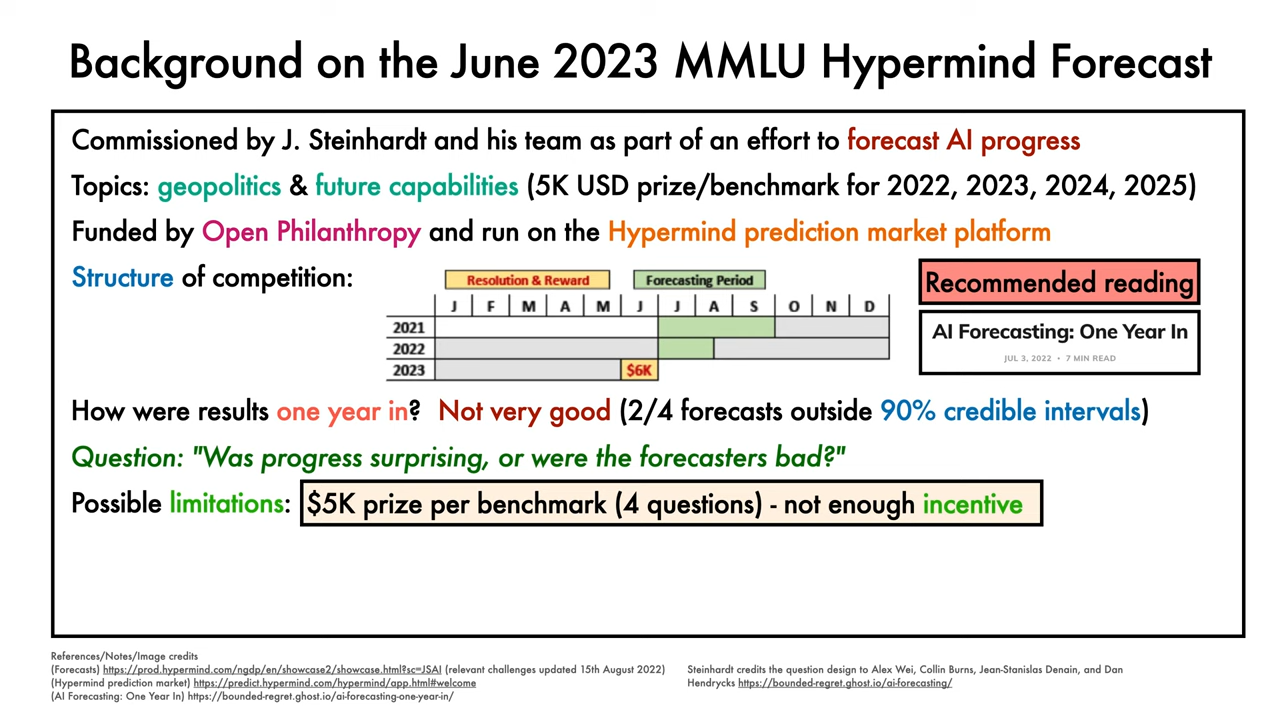 Background on the June 2023 MMLU Hypermind Forecast
Commissioned by J. Steinhardt and his team as part of an effort to forecast AI progress
Topics: geopolitics & future capabilities (5K USD prize/benchmark for 2022, 2023, 2024, 2025)
Funded by Open Philanthropy and run on the Hypermind prediction market platform
Structure of competition:
Resolution & Reward Forecasting Period
J F M A M J J A S O N D
2021
2022
2023 $6K
Recommended reading
AI Forecasting: One Year In
JUL 3, 2022 • 7 MIN READ
How were results one year in? Not very good (2/4 forecasts outside 90% credible intervals)
Question: "Was progress surprising, or were the forecasters bad?"
Possible limitations: $5K prize per benchmark (4 questions) - not enough incentive
References/Notes/Image credits
(Forecasts) https://prod.hypermind.com/ngdp/en/showcase2/showcase.html?sc=JSAI (relevant challenges updated 15th August 2022)
(Hypermind prediction market) https://predict.hypermind.com/hypermind/app.html#welcome
(AI Forecasting: One Year In) https://bounded-regret.ghost.io/ai-forecasting-one-year-in/
Steinhardt credits the question design to Alex Wei, Collin Burns, Jean-Stanislas Denain, and Dan
Hendrycks https://bounded-regret.ghost.io/ai-forecasting/